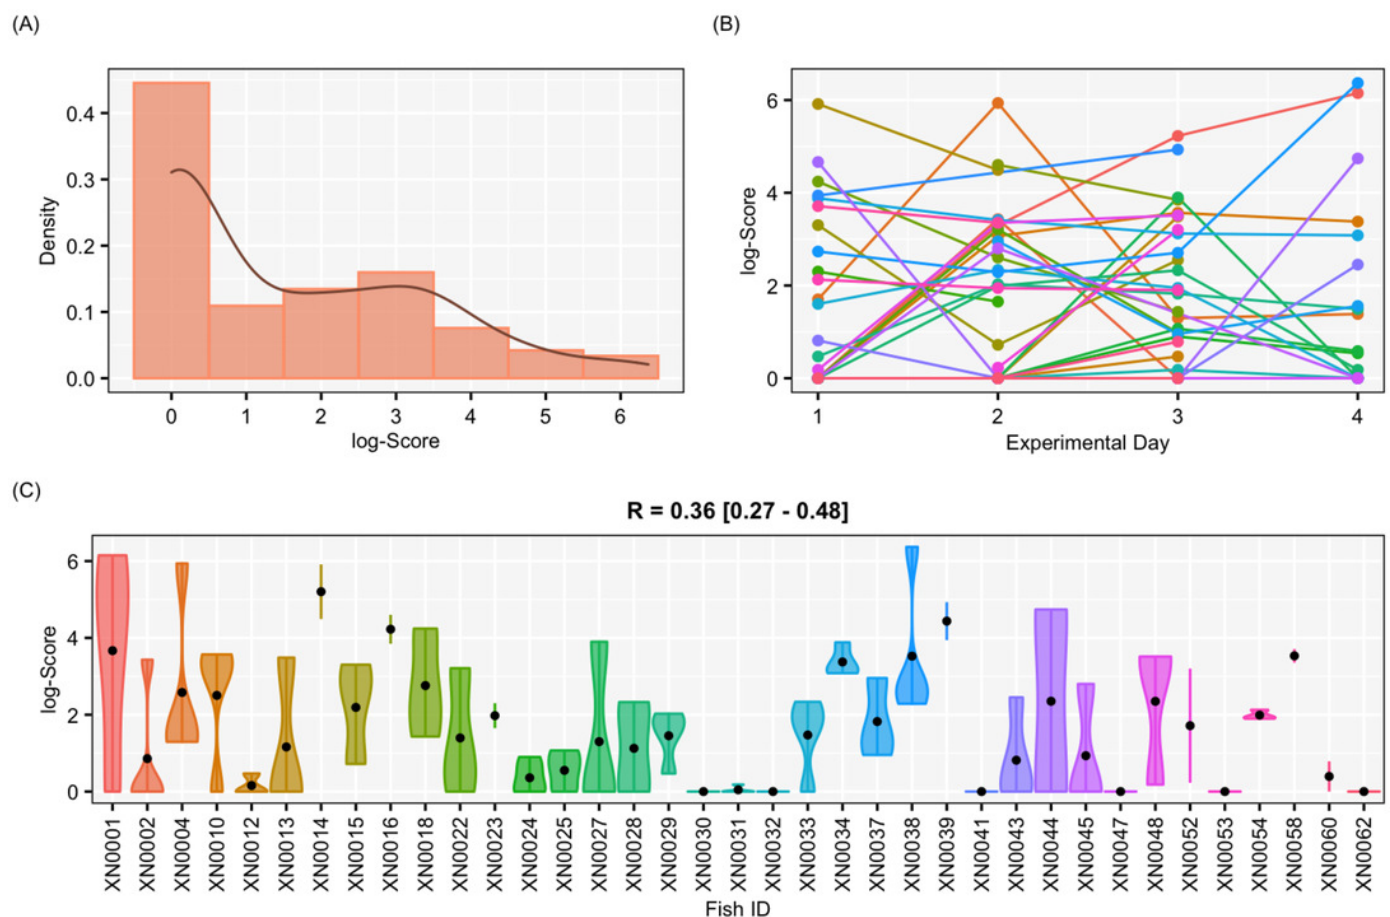 (A)
(B)
0.4
0.3
0.2
0.1
0.0
Density
0 1 2 3 4 5 6
log-Score
6
4
2
0
log-Score
1 2 3 4
Experimental Day
(C)
R = 0.36 [0.27 - 0.48]
6
4
2
0
log-Score
XN0001
XN0002
XN0004
XN0010
XN0012
XN0013
XN0014
XN0015
XN0016
XN0018
XN0022
XN0023
XN0024
XN0025
XN0027
XN0028
XN0029
XN0030
XN0031
XN0032
XN0033
XN0034
XN0037
XN0038
XN0039
XN0041
XN0043
XN0044
XN0045
XN0047
XN0048
XN0052
XN0053
XN0054
XN0058
XN0060
XN0062
Fish ID